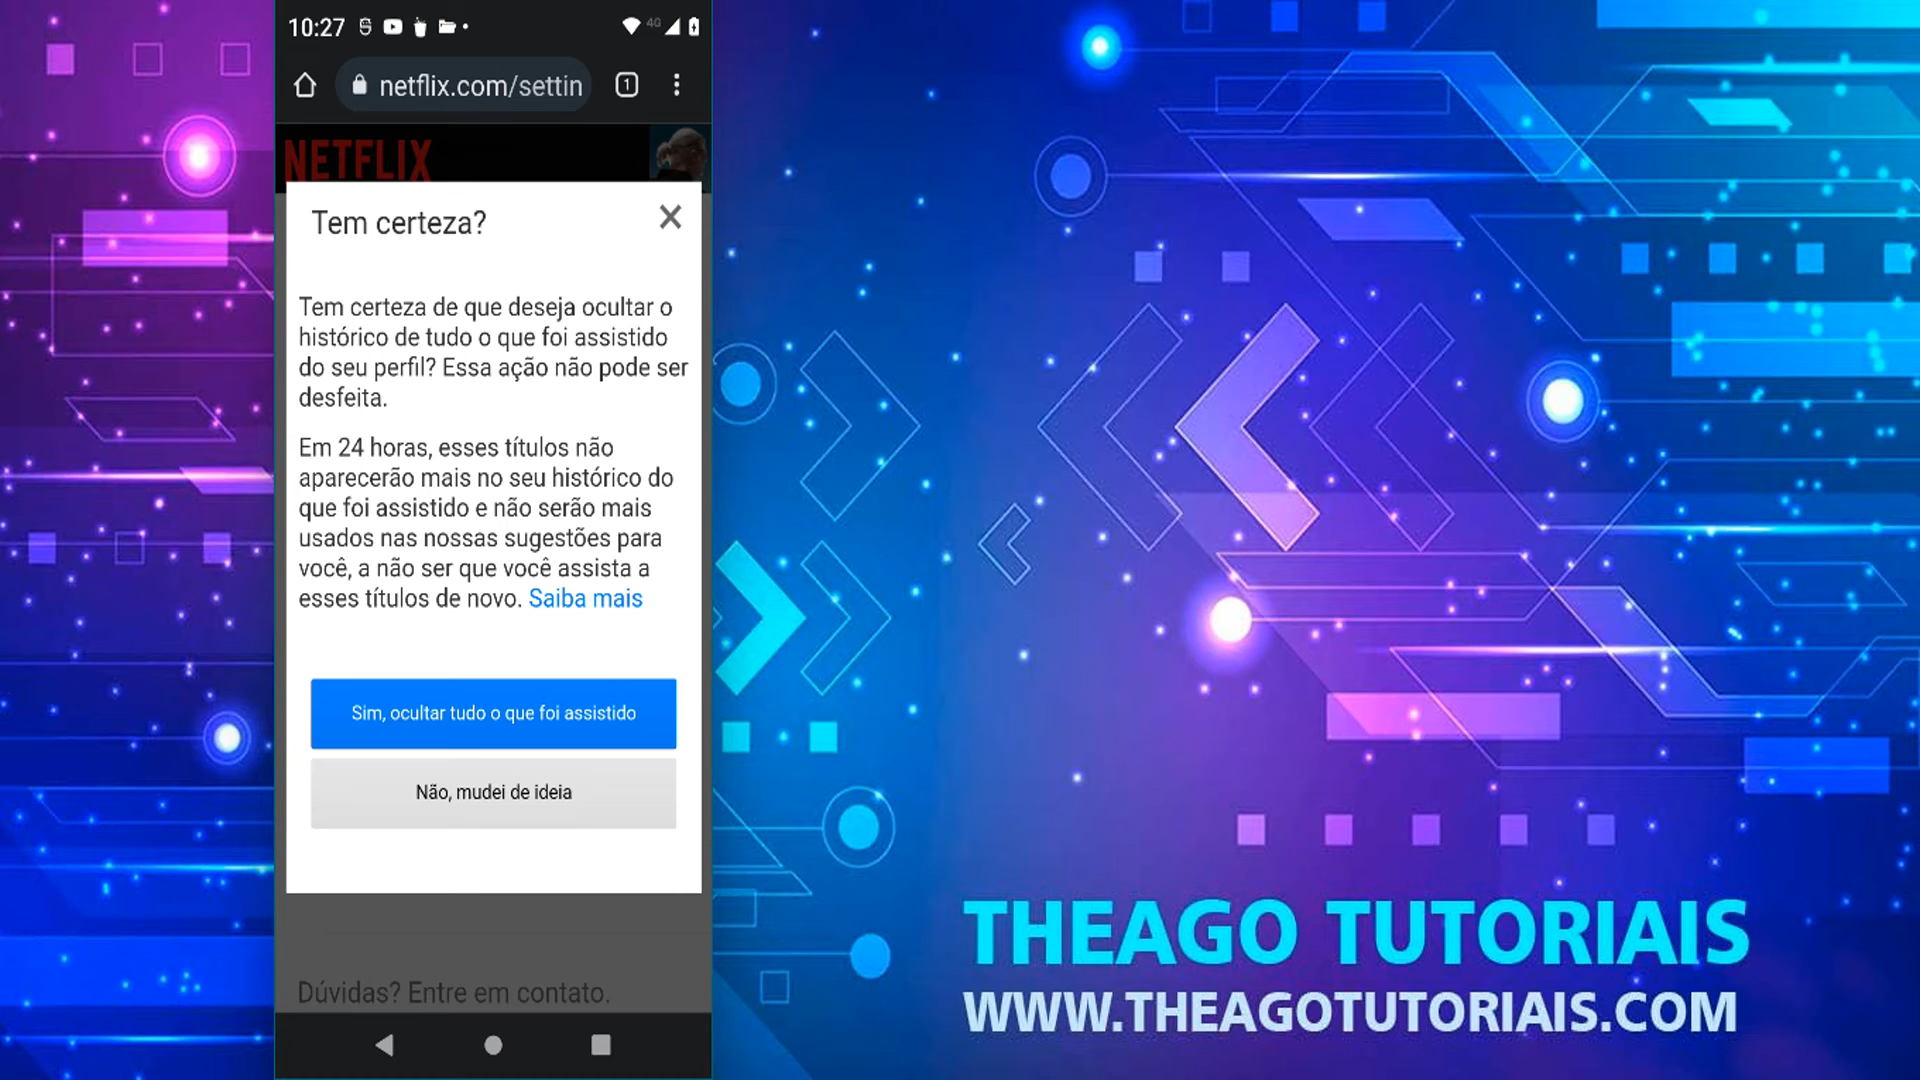 10:27
4G
netflix.com/settin
1
NETFLIX
Tem certeza?
Tem certeza de que deseja ocultar o
histórico de tudo o que foi assistido
do seu perfil? Essa ação não pode ser
desfeita.
Em 24 horas, esses títulos não
aparecerão mais no seu histórico do
que foi assistido e não serão mais
usados nas nossas sugestões para
você, a não ser que você assista a
esses títulos de novo. Saiba mais
Sim, ocultar tudo o que foi assistido
Não, mudei de ideia
Dúvidas? Entre em contato.
THEAGO TUTORIAIS
WWW.THEAGOTUTORIAIS.COM